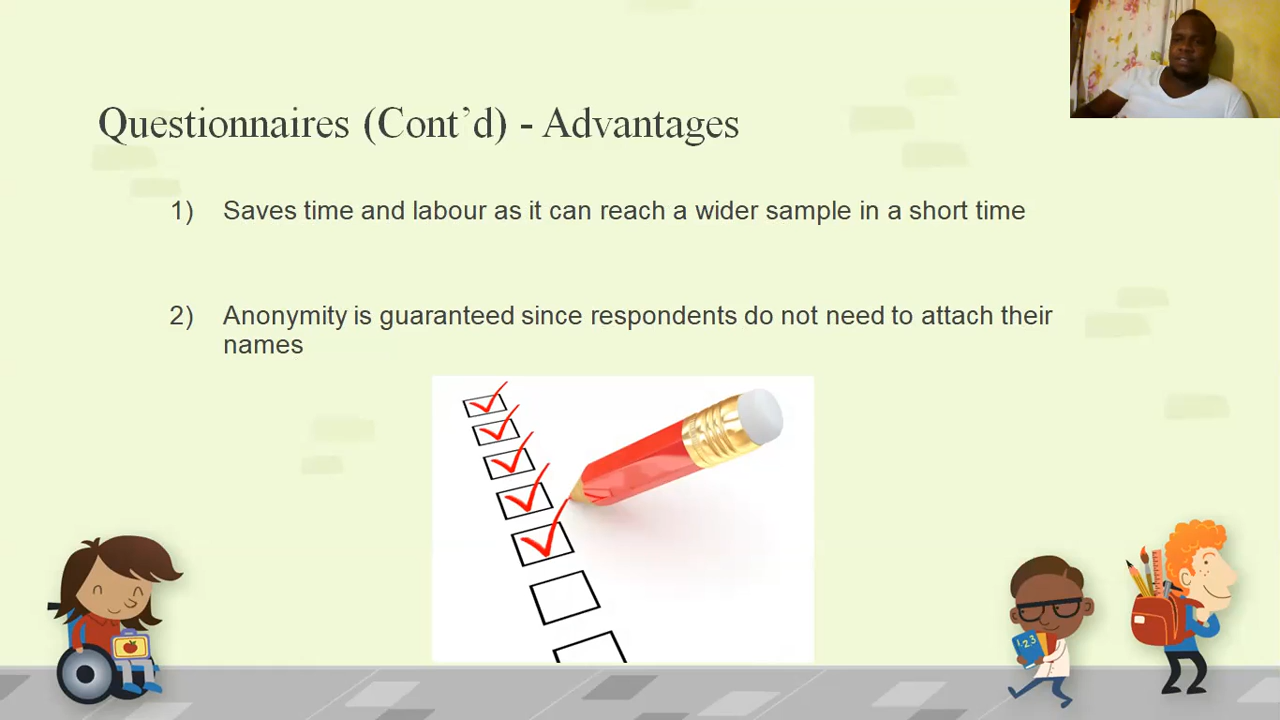 Questionnaires (Cont’d) - Advantages
1) Saves time and labour as it can reach a wider sample in a short time
2) Anonymity is guaranteed since respondents do not need to attach their
names
123